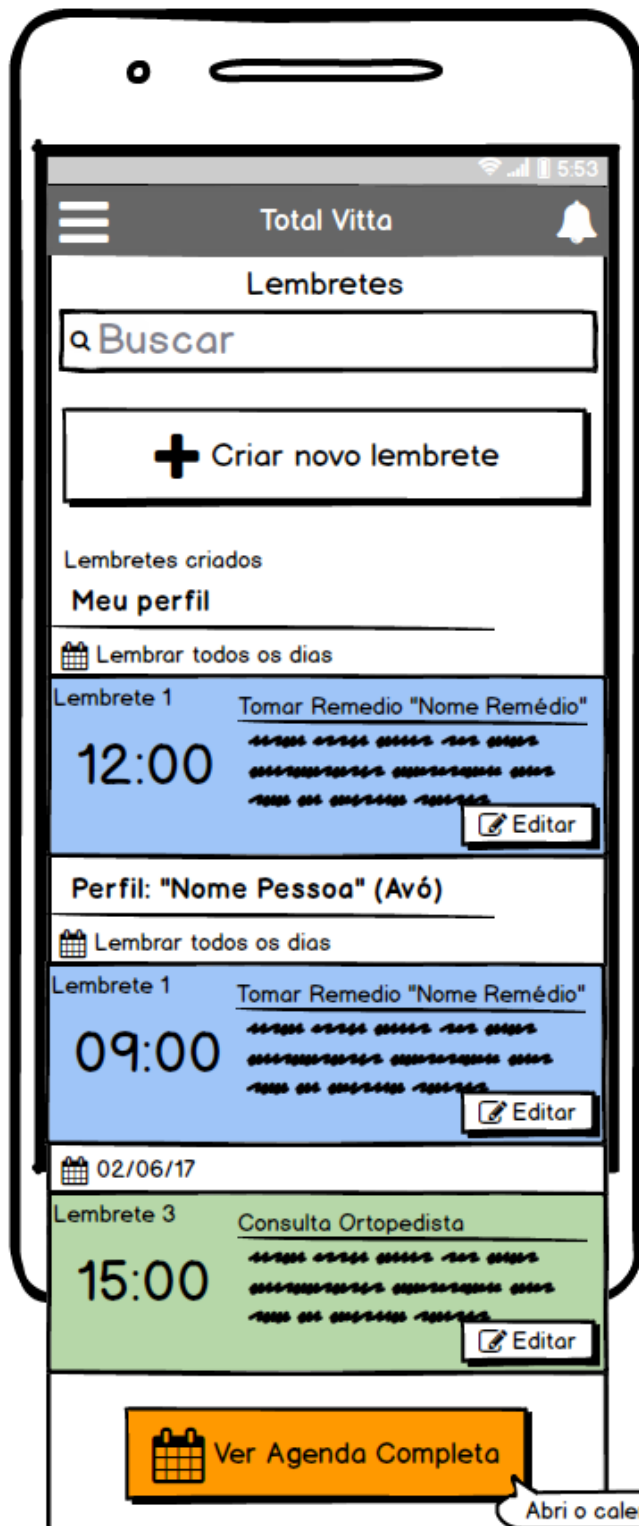 5:53
Total Vitta
Lembretes
Buscar
Criar novo lembrete
Lembretes criados
Meu perfil
Lembrar todos os dias
Lembrete 1
Tomar Remedio "Nome Remédio"
12:00
Editar
Perfil: "Nome Pessoa" (Avó)
Lembrar todos os dias
Lembrete 1
Tomar Remedio "Nome Remédio"
09:00
Editar
02/06/17
Lembrete 3
Consulta Ortopedista
15:00
Editar
Ver Agenda Completa
Abri o cale